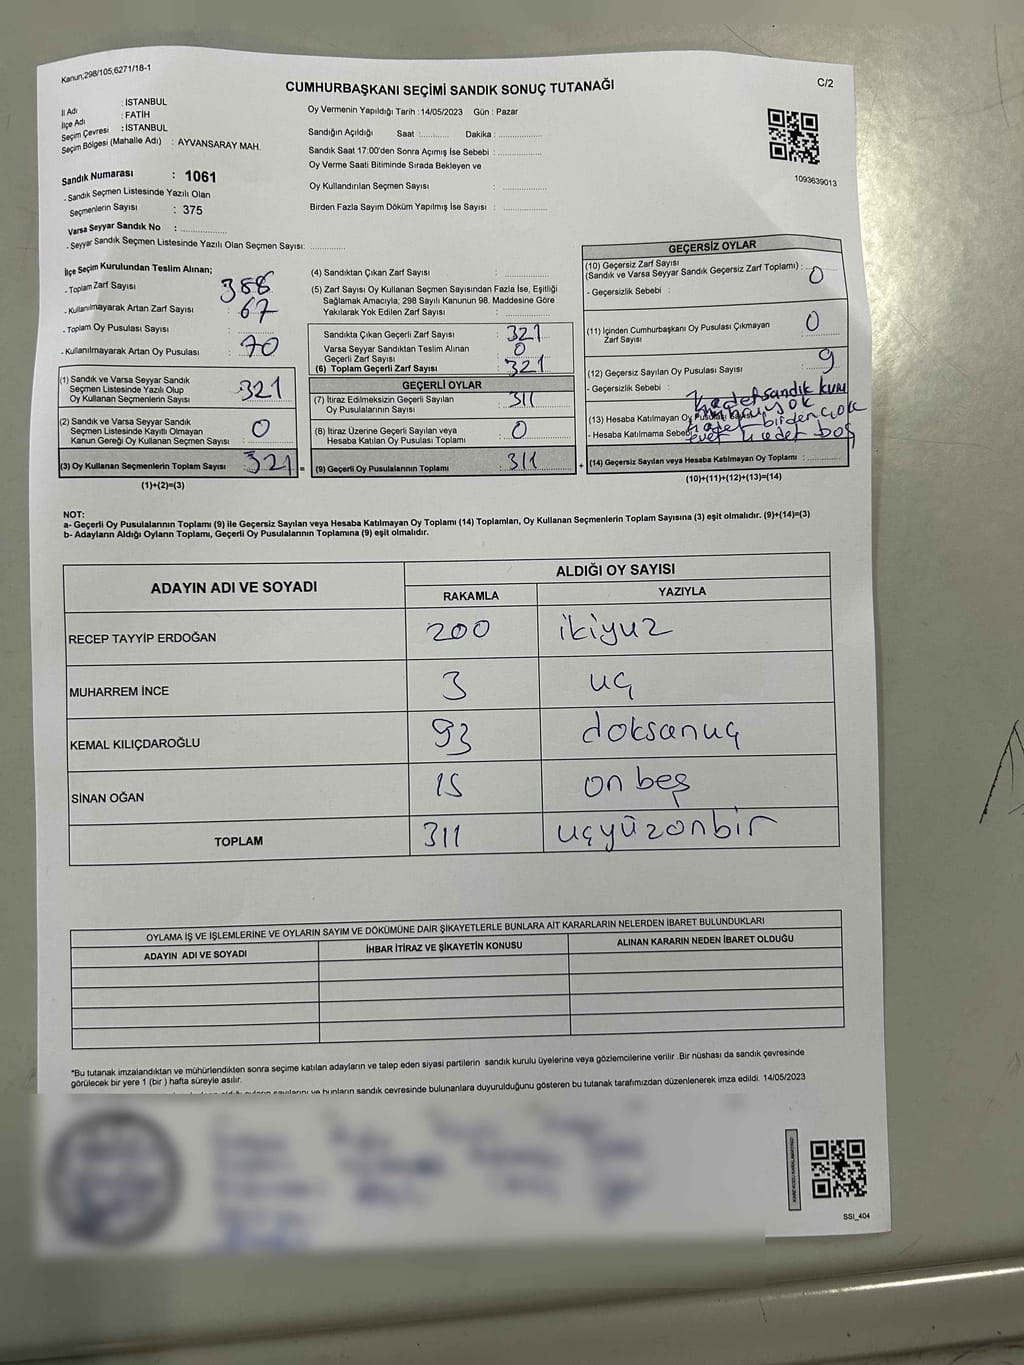 Kanun,298/105,6271/18-1
CUMHURBAŞKANI SEÇİMİ SANDIK SONUÇ TUTANAĞI
C/2
İl Adı : İSTANBUL
İlçe Adı : FATİH
Seçim Çevresi : İSTANBUL
Seçim Bölgesi (Mahalle Adı) : AYVANSARAY MAH.
Sandık Numarası : 1061
- Sandık Seçmen Listesinde Yazılı Olan
Seçmenlerin Sayısı : 375
Varsa Seyyar Sandık No :
- Seyyar Sandık Seçmen Listesinde Yazılı Olan Seçmen Sayısı:
Oy Vermenin Yapıldığı Tarih : 14/05/2023 Gün : Pazar
Sandığın Açıldığı Saat : Dakika :
Sandık Saat 17:00'den Sonra Açımış İse Sebebi :
Oy Verme Saati Bitiminde Sırada Bekleyen ve
Oy Kullandırılan Seçmen Sayısı :
Birden Fazla Sayım Döküm Yapılmış İse Sayısı :
1093639013
İlçe Seçim Kurulundan Teslim Alınan;
- Toplam Zarf Sayısı : 388
- Kullanılmayarak Artan Zarf Sayısı : 67
- Toplam Oy Pusulası Sayısı :
- Kullanılmayarak Artan Oy Pusulası : 70
(1) Sandık ve Varsa Seyyar Sandık
Seçmen Listesinde Yazılı Olup
Oy Kullanan Seçmenlerin Sayısı : 321
(2) Sandık ve Varsa Seyyar Sandık
Seçmen Listesinde Kayıtlı Olmayan
Kanun Gereği Oy Kullanan Seçmen Sayısı : 0
(3) Oy Kullanan Seçmenlerin Toplam Sayısı : 321 =
(1)+(2)=(3)
(4) Sandıktan Çıkan Zarf Sayısı :
(5) Zarf Sayısı Oy Kullanan Seçmen Sayısından Fazla İse, Eşitliği
Sağlamak Amacıyla; 298 Sayılı Kanunun 98. Maddesine Göre
Yakılarak Yok Edilen Zarf Sayısı :
Sandıkta Çıkan Geçerli Zarf Sayısı : 321
Varsa Seyyar Sandıktan Teslim Alınan
Geçerli Zarf Sayısı : 0
(6) Toplam Geçerli Zarf Sayısı : 321
GEÇERLİ OYLAR
(7) İtiraz Edilmeksizin Geçerli Sayılan
Oy Pusulalarının Sayısı : 311
(8) İtiraz Üzerine Geçerli Sayılan veya
Hesaba Katılan Oy Pusulası Toplamı : 0
(9) Geçerli Oy Pusulalarının Toplamı : 311 +
GEÇERSİZ OYLAR
(10) Geçersiz Zarf Sayısı
(Sandık ve Varsa Seyyar Sandık Geçersiz Zarf Toplamı) : 0
- Geçersizlik Sebebi :
(11) İçinden Cumhurbaşkanı Oy Pusulası Çıkmayan
Zarf Sayısı : 0
(12) Geçersiz Sayılan Oy Pusulası Sayısı : 9
- Geçersizlik Sebebi :
(13) Hesaba Katılmayan Oy Pusulası Sayısı
- Hesaba Katılmama Sebebi
(14) Geçersiz Sayılan veya Hesaba Katılmayan Oy Toplamı :
(10)+(11)+(12)+(13)=(14)
NOT:
a- Geçerli Oy Pusulalarının Toplamı (9) ile Geçersiz Sayılan veya Hesaba Katılmayan Oy Toplamı (14) Toplamları, Oy Kullanan Seçmenlerin Toplam Sayısına (3) eşit olmalıdır. (9)+(14)=(3)
b- Adayların Aldığı Oyların Toplamı, Geçerli Oy Pusulalarının Toplamına (9) eşit olmalıdır.
ADAYIN ADI VE SOYADI
ALDIĞI OY SAYISI
RAKAMLA YAZIYLA
RECEP TAYYİP ERDOĞAN 200 ikiyuz
MUHARREM İNCE 3 uç
KEMAL KILIÇDAROĞLU 93 doksanuç
SİNAN OĞAN 15 on beş
TOPLAM 311 uçyüzonbir
OYLAMA İŞ VE İŞLEMLERİNE VE OYLARIN SAYIM VE DÖKÜMÜNE DAİR ŞİKAYETLERLE BUNLARA AİT KARARLARIN NELERDEN İBARET BULUNDUKLARI
ADAYIN ADI VE SOYADI İHBAR İTİRAZ VE ŞİKAYETİN KONUSU ALINAN KARARIN NEDEN İBARET OLDUĞU
*Bu tutanak imzalandıktan ve mühürlendikten sonra seçime katılan adayların ve talep eden siyasi partilerin sandık kurulu üyelerine veya gözlemcilerine verilir .Bir nüshası da sandık çevresinde
görülecek bir yere 1 (bir ) hafta süreyle asılır.
sayılarını ve bunların sandık çevresinde bulunanlara duyurulduğunu gösteren bu tutanak tarafımızdan düzenlenerek imza edildi. 14/05/2023
SSI_404